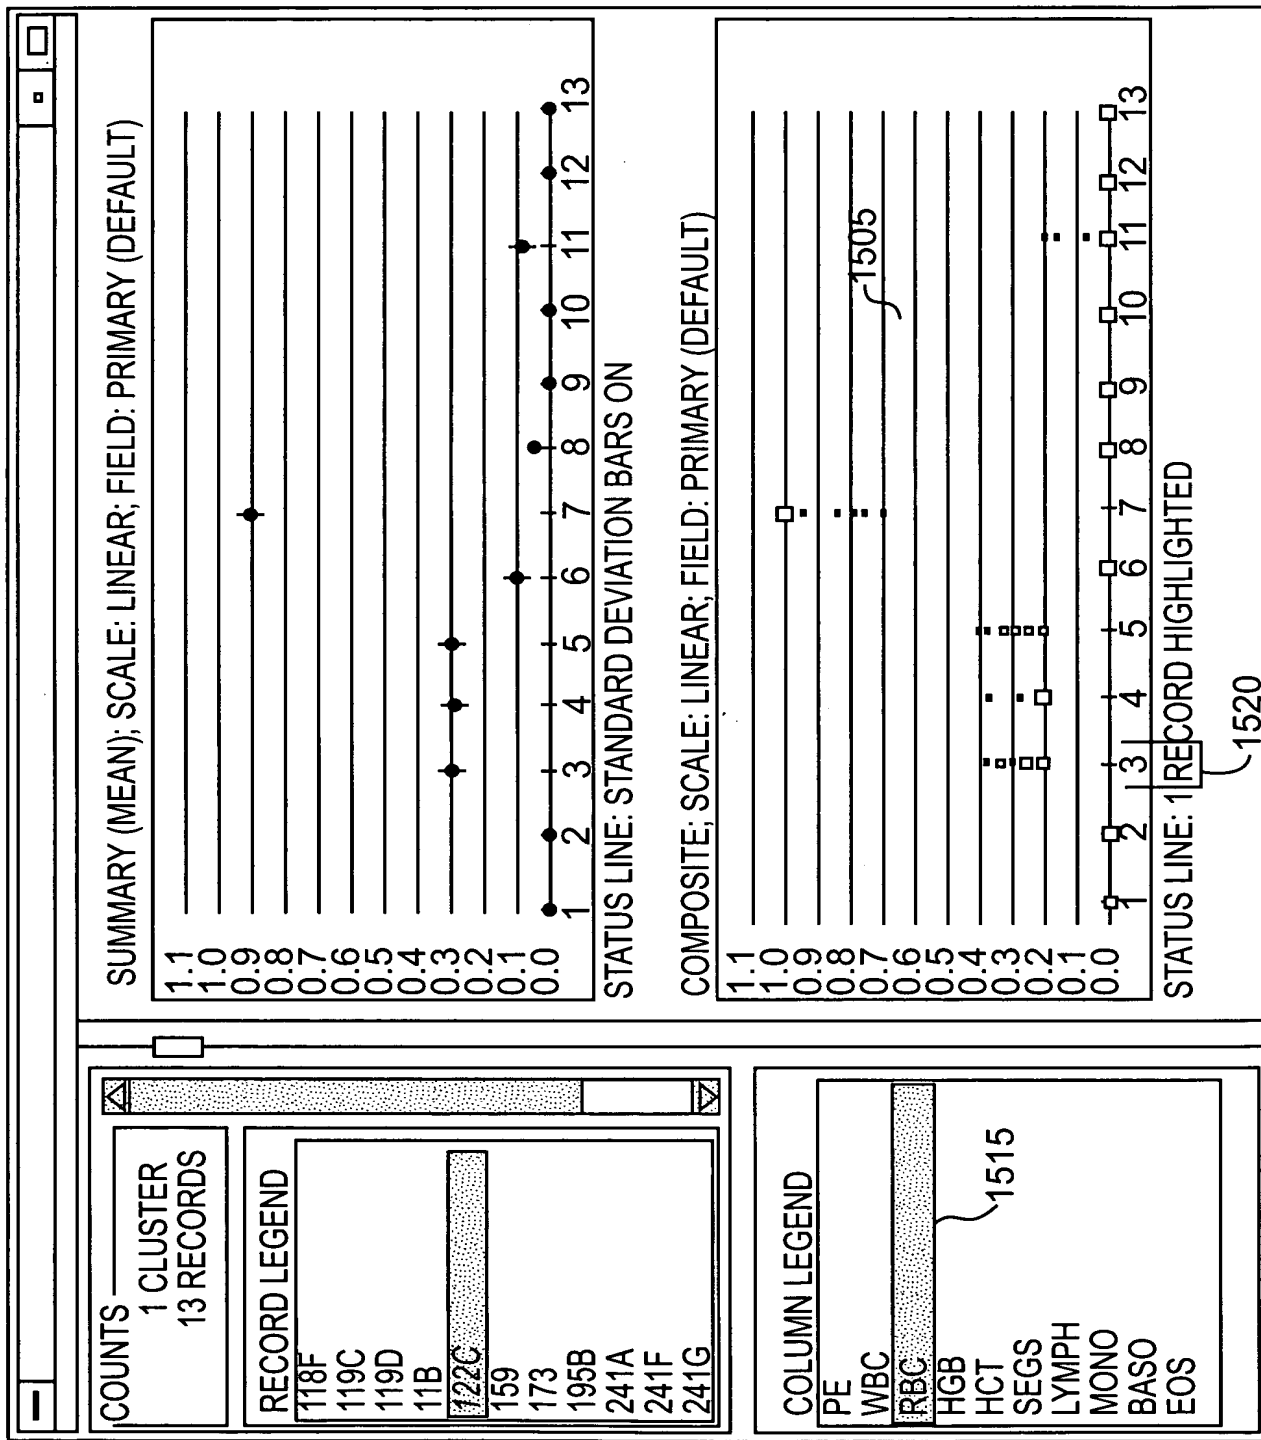 COUNTS
1 CLUSTER
13 RECORDS
RECORD LEGEND
118F
119C
119D
11B
122C
159
173
195B
241A
241F
241G
COLUMN LEGEND
PE
WBC
RBC
HGB
HCT
SEGS
LYMPH
MONO
BASO
EOS
1515
SUMMARY (MEAN); SCALE: LINEAR; FIELD: PRIMARY (DEFAULT)
1.1
1.0
0.9
0.8
0.7
0.6
0.5
0.4
0.3
0.2
0.1
0.0
1 2 3 4 5 6 7 8 9 10 11 12 13
STATUS LINE: STANDARD DEVIATION BARS ON
COMPOSITE; SCALE: LINEAR; FIELD: PRIMARY (DEFAULT)
1.1
1.0
0.9
0.8
0.7
0.6
0.5
0.4
0.3
0.2
0.1
0.0
1505
1 2 3 4 5 6 7 8 9 10 11 12 13
STATUS LINE: 1 RECORD HIGHLIGHTED
1520